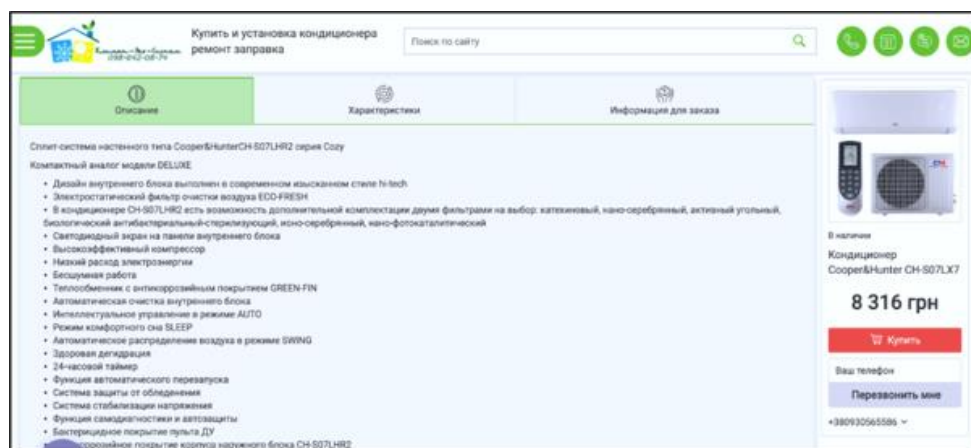 Купить и установка кондиционера
ремонт заправка
Поиск по сайту
Описание
Характеристики
Информация для заказа
Сплит-система настенного типа Cooper&HunterCH-S07LHR2 серия Cozy
Компактный аналог модели DELUXE
• Дизайн внутреннего блока выполнен в современном изысканном стиле hi-tech
• Электростатический фильтр очистки воздуха ECO-FRESH
• В кондиционере CH-S07LHR2 есть возможность дополнительной комплектации двумя фильтрами на выбор: катехиновый, нано-серебрянный, активный угольный,
биологический антибактериальный-стерилизующий, ионо-серебрянный, нано-фотокаталитический
• Светодиодный экран на панели внутреннего блока
• Высокоэффективный компрессор
• Низкий расход электроэнергии
• Бесшумная работа
• Теплообменник с антикоррозийным покрытием GREEN-FIN
• Автоматическая очистка внутреннего блока
• Интеллектуальное управление в режиме AUTO
• Режим комфортного сна SLEEP
• Автоматическое распределение воздуха в режиме SWING
• Здоровая дегидрация
• 24-часовой таймер
• Функция автоматического перезапуска
• Система защиты от обледенения
• Система стабилизации напряжения
• Функция самодиагностики и автозащиты
• Бактерицидное покрытие пульта ДУ
покрытие корпуса наружного блока CH-S07LHR2
В наличии
Кондиционер
Cooper&Hunter CH-S07LX7
8 316 грн
Купить
Ваш телефон
Перезвонить мне
+380930565586